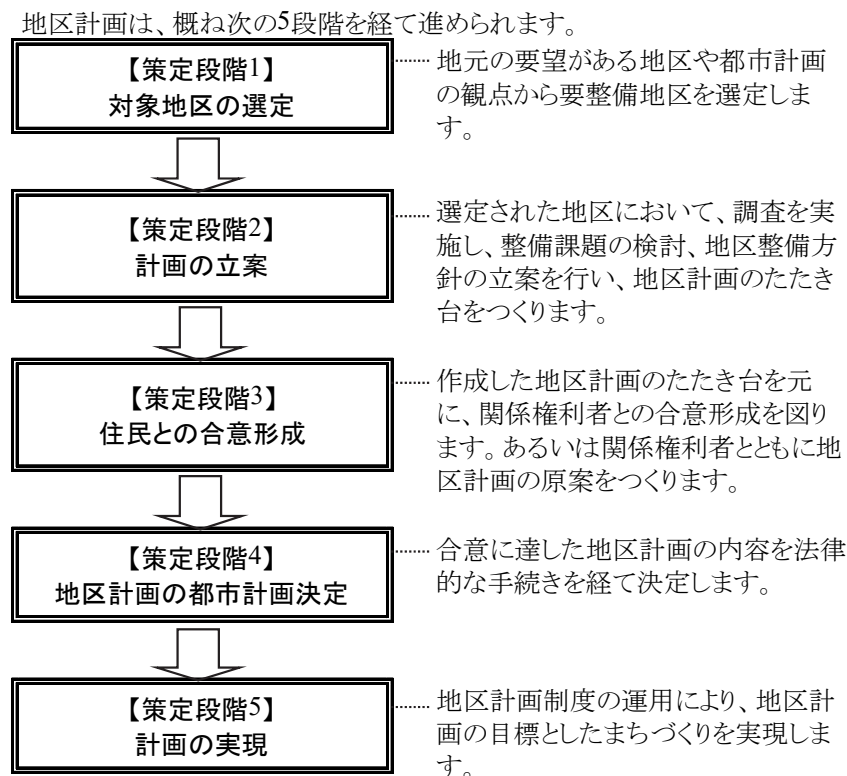 地区計画は、概ね次の5段階を経て進められます。
【策定段階1】
対象地区の選定
地元の要望がある地区や都市計画
の観点から要整備地区を選定しま
す。
【策定段階2】
計画の立案
選定された地区において、調査を実
施し、整備課題の検討、地区整備方
針の立案を行い、地区計画のたたき
台をつくります。
【策定段階3】
住民との合意形成
作成した地区計画のたたき台を元
に、関係権利者との合意形成を図り
ます。あるいは関係権利者とともに地
区計画の原案をつくります。
【策定段階4】
地区計画の都市計画決定
合意に達した地区計画の内容を法律
的な手続きを経て決定します。
【策定段階5】
計画の実現
地区計画制度の運用により、地区計
画の目標としたまちづくりを実現しま
す。